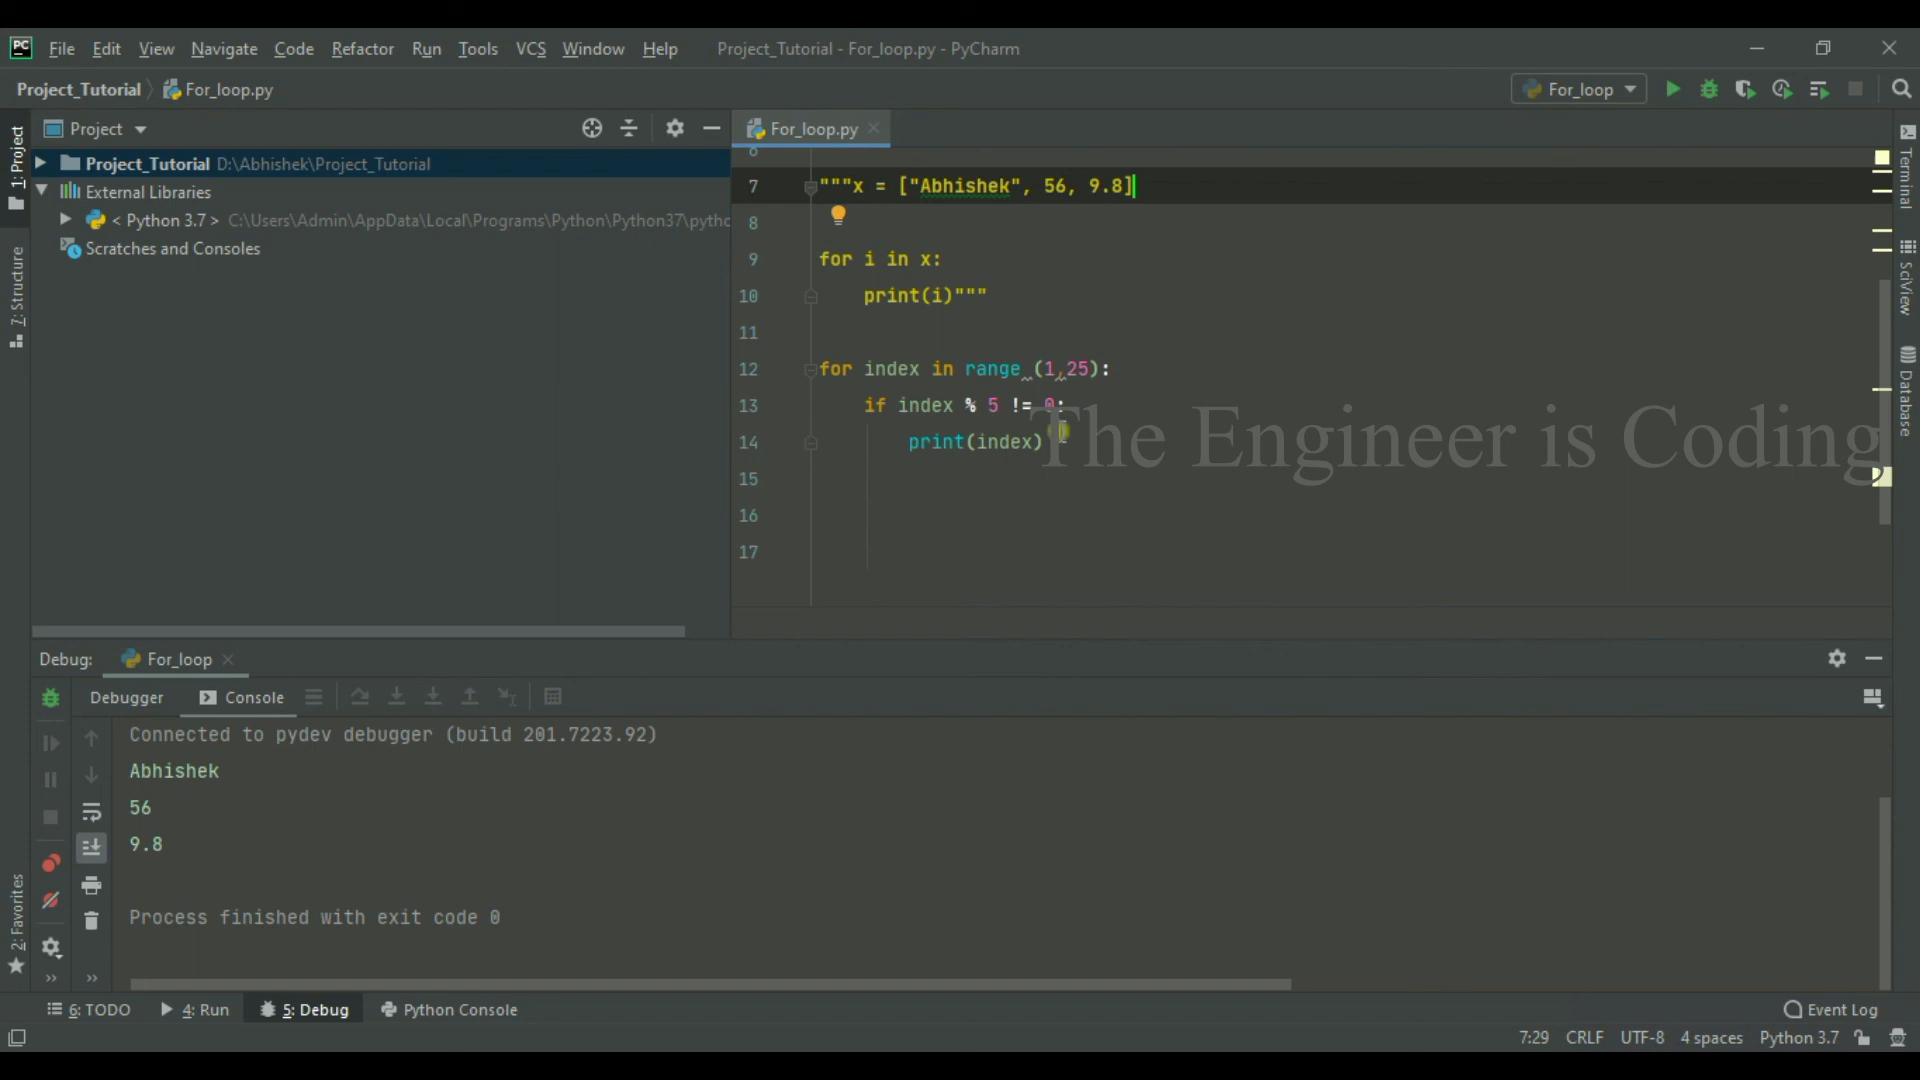 File Edit View Navigate Code Refactor Run Tools VCS Window Help Project_Tutorial - For_loop.py - PyCharm
Project_Tutorial For_loop.py For_loop
1: Project
7: Structure
2: Favorites
Project
Project_Tutorial D:\Abhishek\Project_Tutorial
External Libraries
< Python 3.7 > C:\Users\Admin\AppData\Local\Programs\Python\Python37\pytho
Scratches and Consoles
For_loop.py
6
7 """x = ["Abhishek", 56, 9.8]
8
9 for i in x:
10 print(i)"""
11
12 for index in range (1,25):
13 if index % 5 != 0:
14 print(index)
15
16
17
The Engineer is Coding
Terminal
SciView
Database
Debug: For_loop
Debugger Console
Connected to pydev debugger (build 201.7223.92)
Abhishek
56
9.8
Process finished with exit code 0
6: TODO 4: Run 5: Debug Python Console Event Log
7:29 CRLF UTF-8 4 spaces Python 3.7